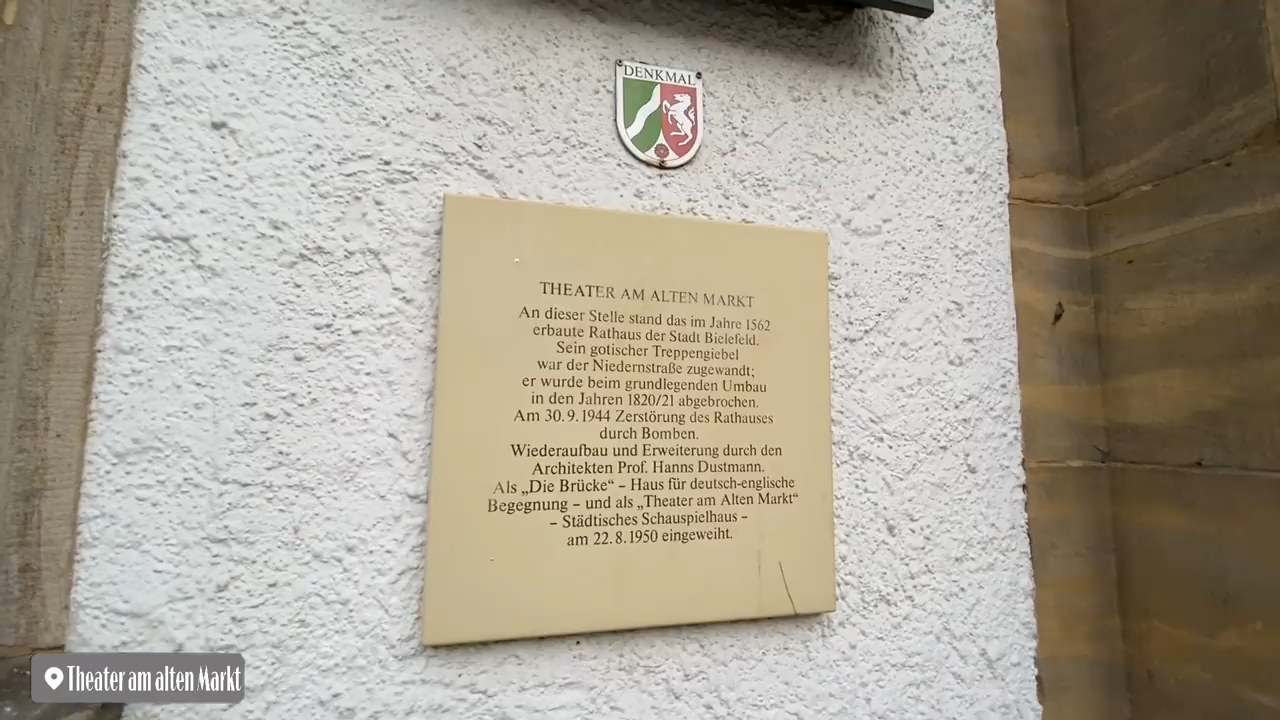 DENKMAL
THEATER AM ALTEN MARKT
An dieser Stelle stand das im Jahre 1562
erbaute Rathaus der Stadt Bielefeld.
Sein gotischer Treppengiebel
war der Niedernstraße zugewandt;
er wurde beim grundlegenden Umbau
in den Jahren 1820/21 abgebrochen.
Am 30.9.1944 Zerstörung des Rathauses
durch Bomben.
Wiederaufbau und Erweiterung durch den
Architekten Prof. Hanns Dustmann.
Als „Die Brücke“ – Haus für deutsch-englische
Begegnung – und als „Theater am Alten Markt“
– Städtisches Schauspielhaus –
am 22.8.1950 eingeweiht.
Theater am alten Markt